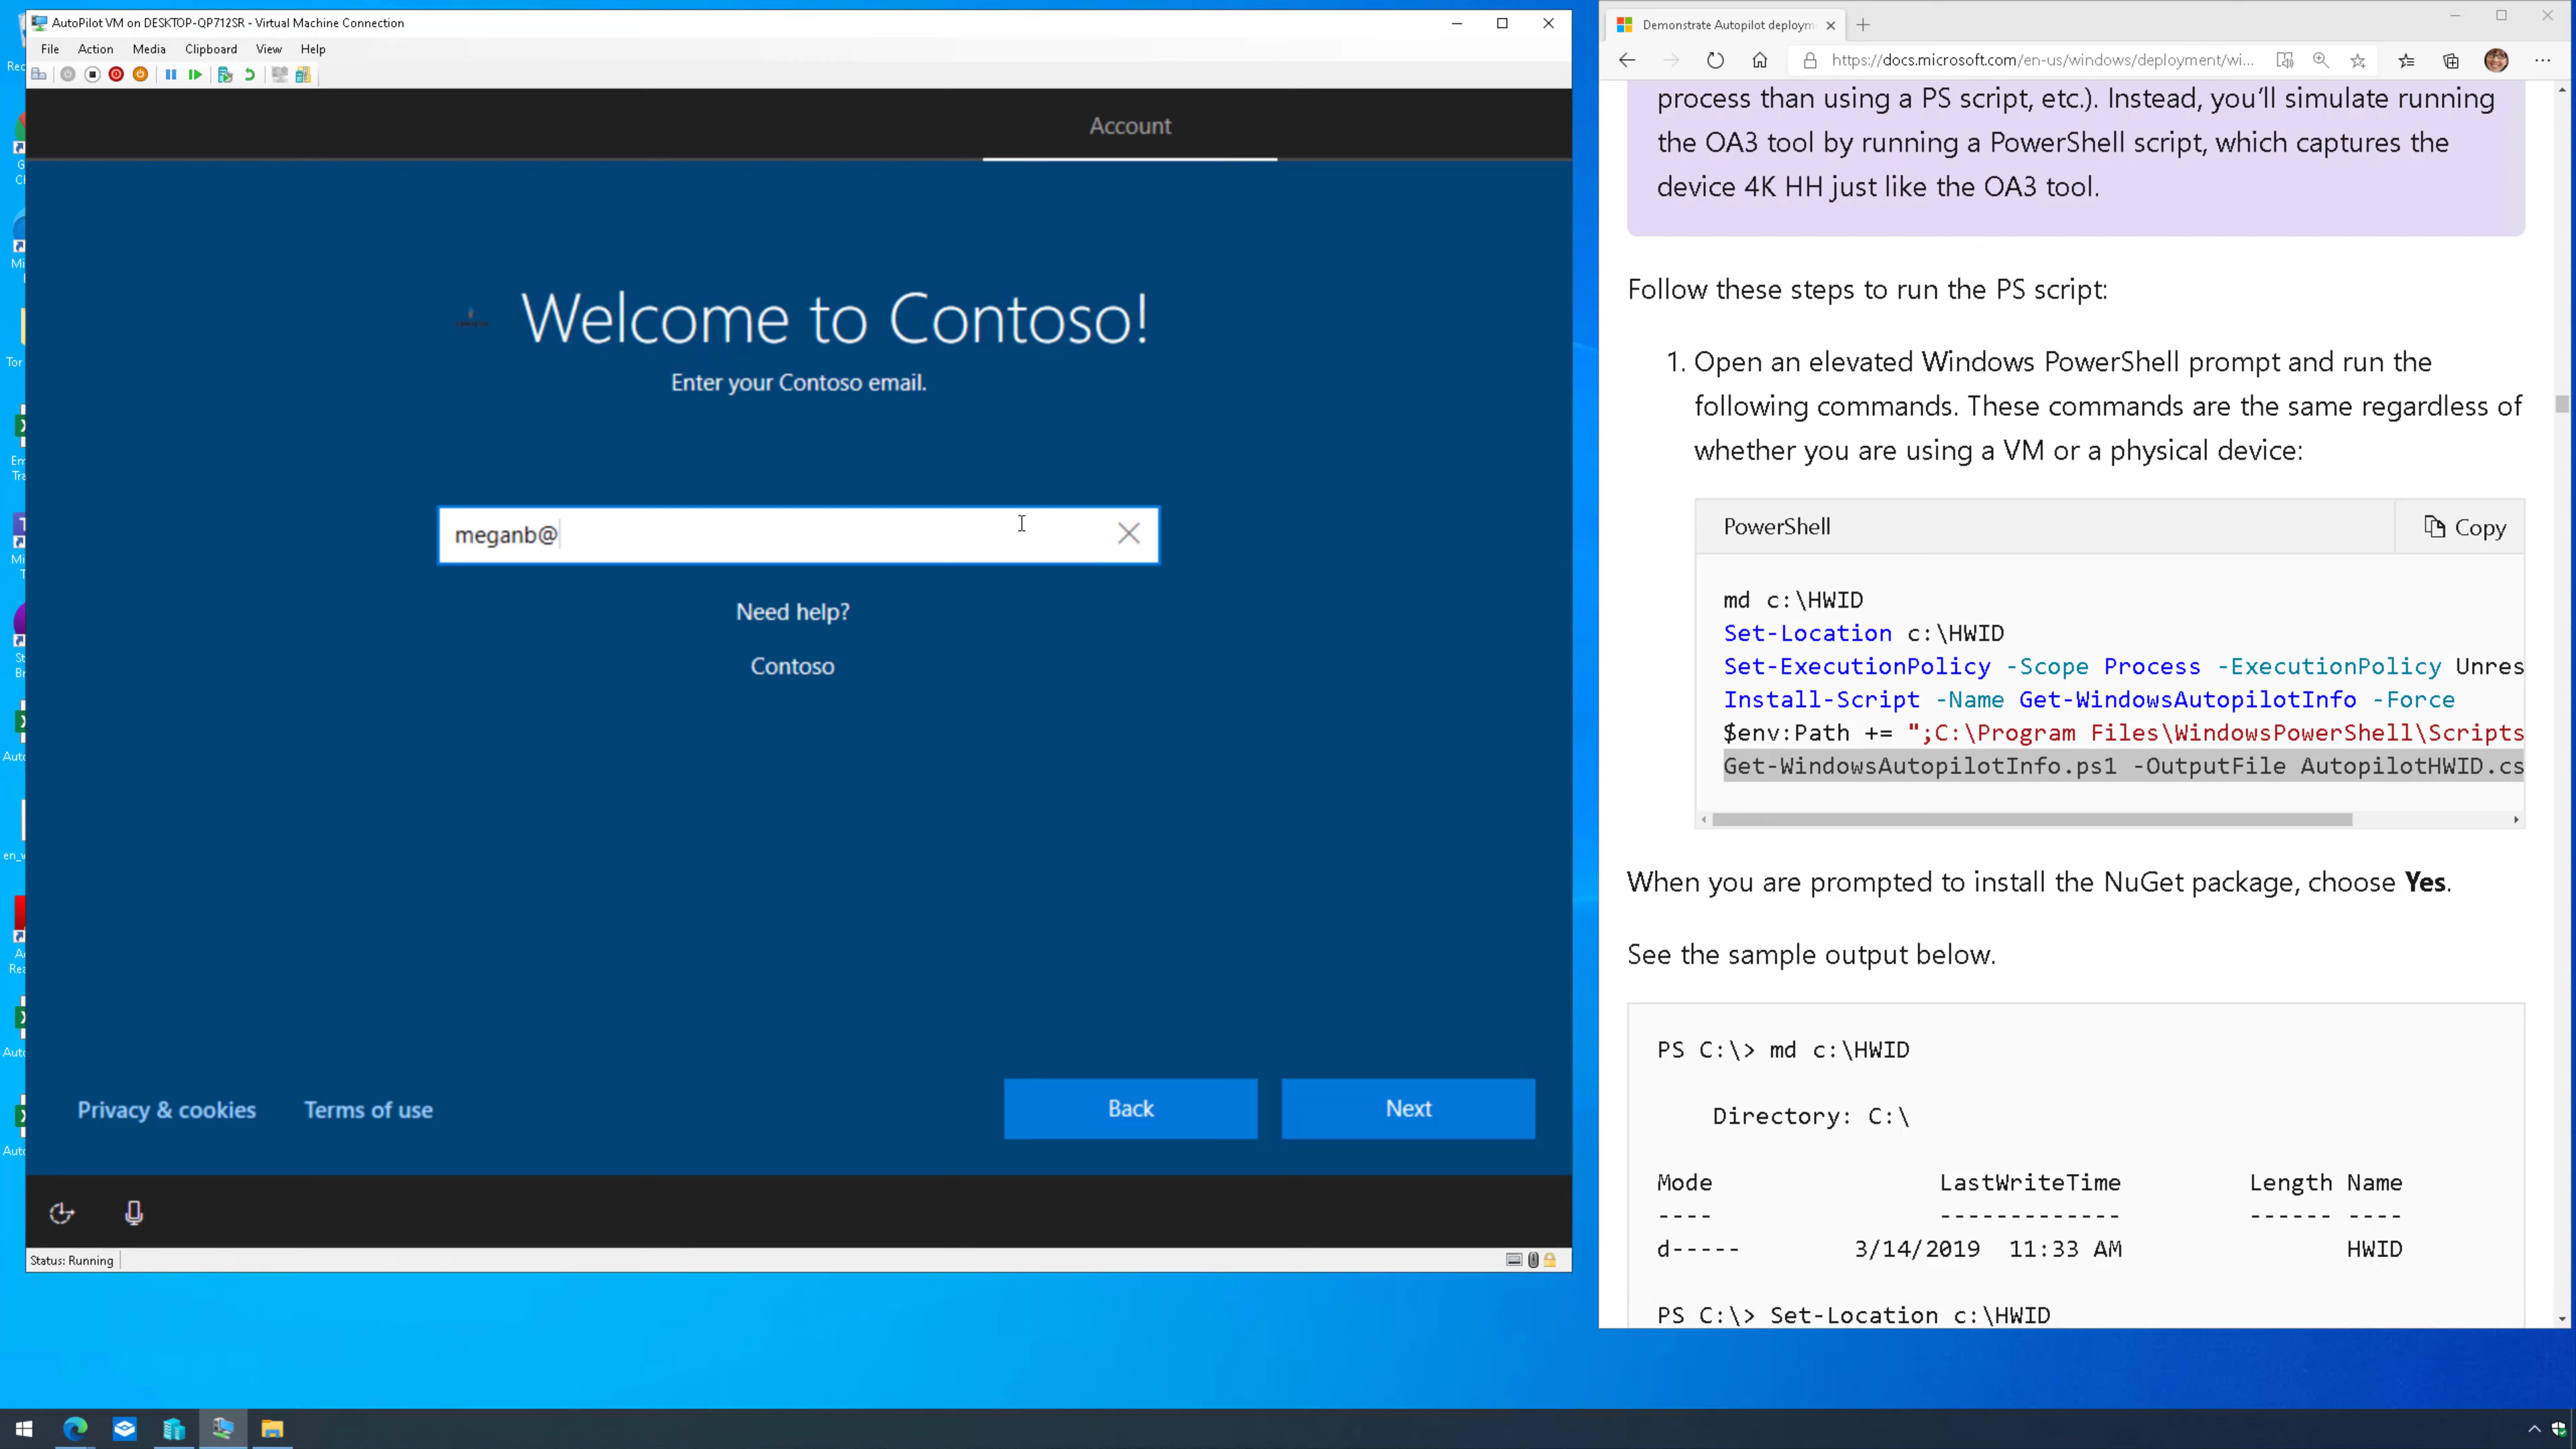 AutoPilot VM on DESKTOP-QP712SR - Virtual Machine Connection
File Action Media Clipboard View Help
Account
Welcome to Contoso!
Enter your Contoso email.
meganb@
Need help?
Contoso
Privacy & cookies
Terms of use
Back
Next
Status: Running
Demonstrate Autopilot deploym
https://docs.microsoft.com/en-us/windows/deployment/wi...
process than using a PS script, etc.). Instead, you'll simulate running
the OA3 tool by running a PowerShell script, which captures the
device 4K HH just like the OA3 tool.
Follow these steps to run the PS script:
1. Open an elevated Windows PowerShell prompt and run the
following commands. These commands are the same regardless of
whether you are using a VM or a physical device:
PowerShell
Copy
md c:\HWID
Set-Location c:\HWID
Set-ExecutionPolicy -Scope Process -ExecutionPolicy Unres
Install-Script -Name Get-WindowsAutopilotInfo -Force
$env:Path += ";C:\Program Files\WindowsPowerShell\Scripts
Get-WindowsAutopilotInfo.ps1 -OutputFile AutopilotHWID.cs
When you are prompted to install the NuGet package, choose Yes.
See the sample output below.
PS C:\> md c:\HWID
Directory: C:\
Mode LastWriteTime Length Name
---- ------------- ------ ----
d----- 3/14/2019 11:33 AM HWID
PS C:\> Set-Location c:\HWID